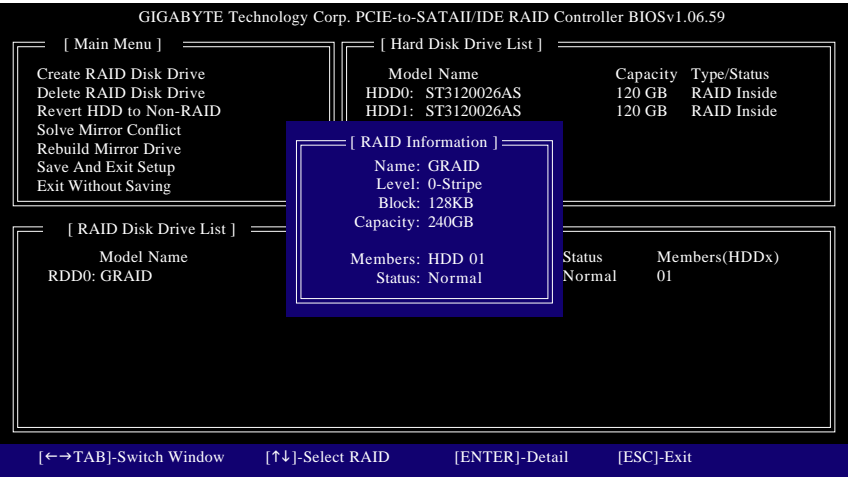 GIGABYTE Technology Corp. PCIE-to-SATAII/IDE RAID Controller BIOSv1.06.59
[ Main Menu ]
Create RAID Disk Drive
Delete RAID Disk Drive
Revert HDD to Non-RAID
Solve Mirror Conflict
Rebuild Mirror Drive
Save And Exit Setup
Exit Without Saving
[ Hard Disk Drive List ]
Model Name Capacity Type/Status
HDD0: ST3120026AS 120 GB RAID Inside
HDD1: ST3120026AS 120 GB RAID Inside
[ RAID Information ]
Name: GRAID
Level: 0-Stripe
Block: 128KB
Capacity: 240GB
Members: HDD 01
Status: Normal
[ RAID Disk Drive List ]
Model Name Status Members(HDDx)
RDD0: GRAID Normal 01
[←→TAB]-Switch Window [↑↓]-Select RAID [ENTER]-Detail [ESC]-Exit